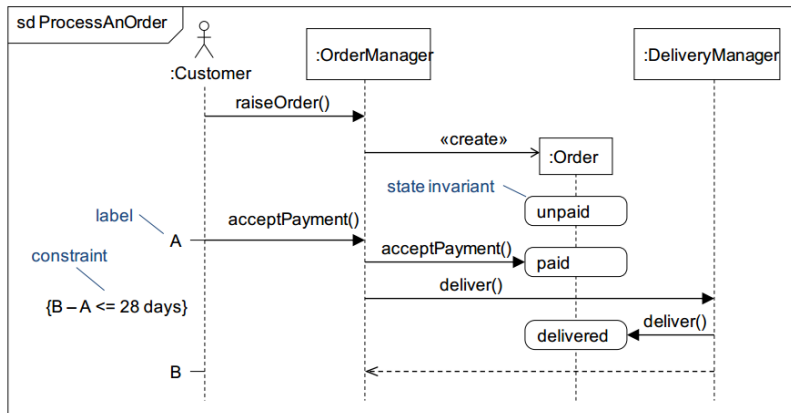 sd ProcessAnOrder
:Customer
:OrderManager
:DeliveryManager
raiseOrder()
«create»
:Order
state invariant
unpaid
label
A
acceptPayment()
constraint
acceptPayment()
paid
{B – A <= 28 days}
deliver()
delivered
deliver()
B